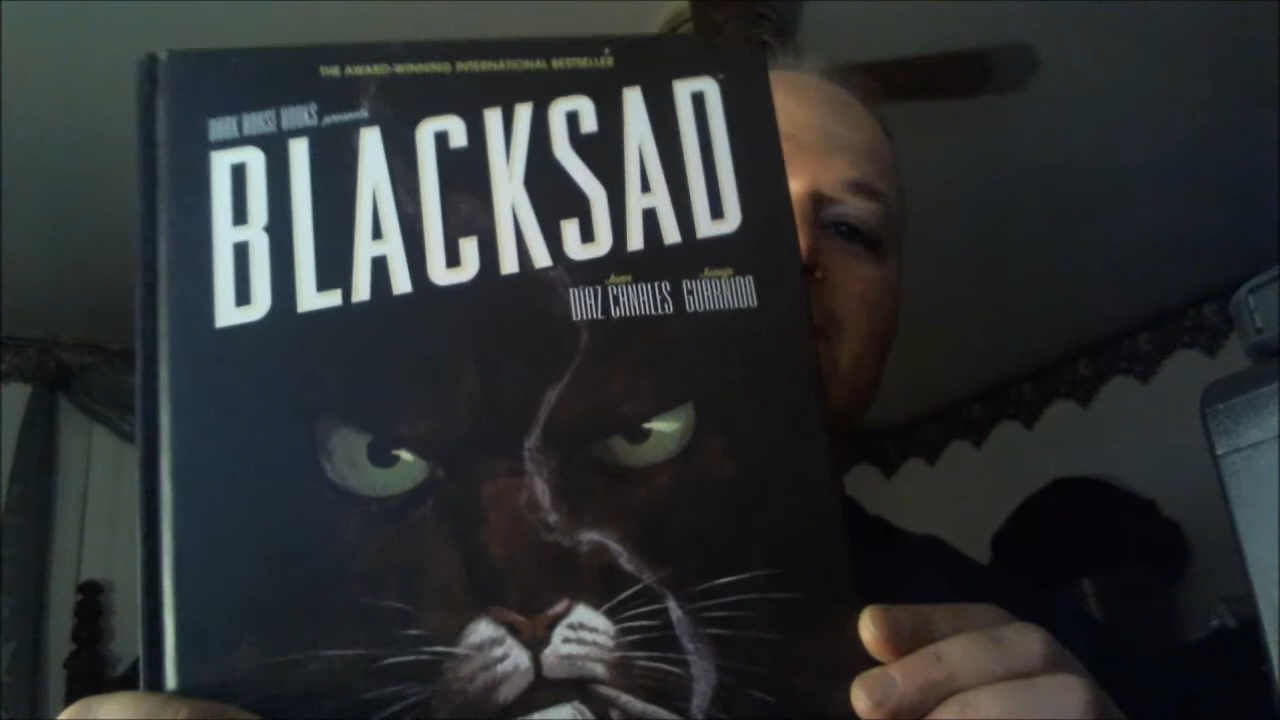 THE AWARD-WINNING INTERNATIONAL BESTSELLER
DARK HORSE BOOKS presents
BLACKSAD
Juan Juanjo
DÍAZ CANALES GUARNIDO